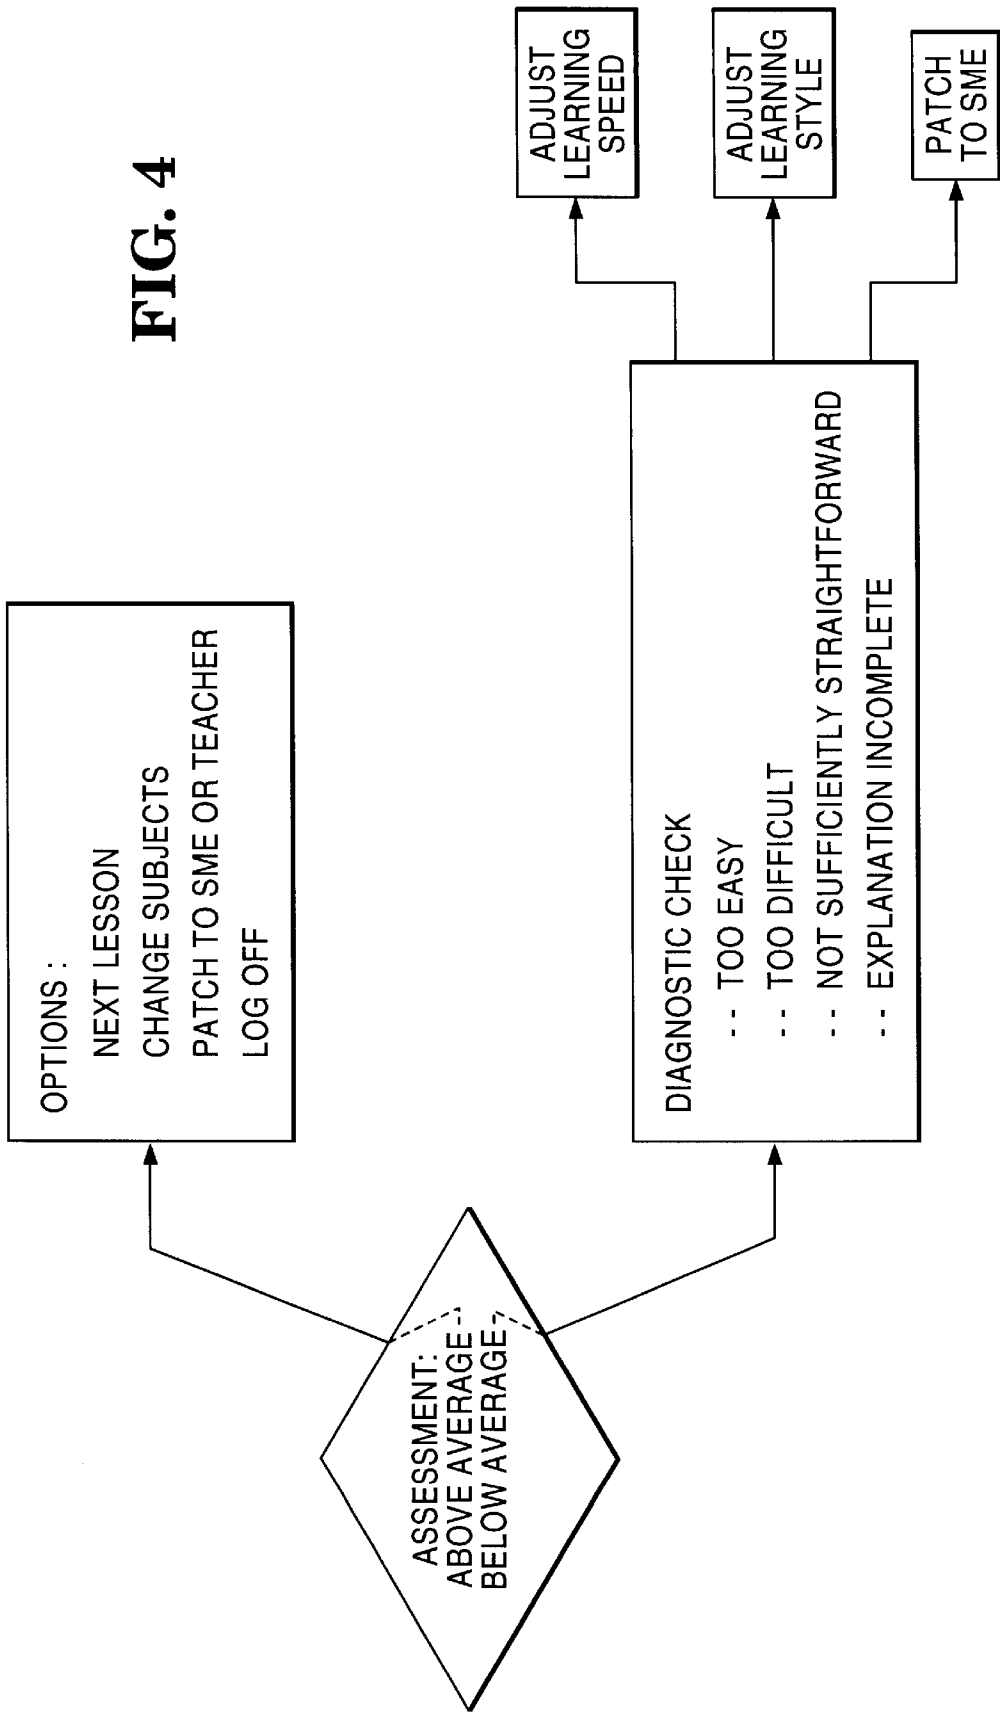 FIG. 4
ASSESSMENT:
ABOVE AVERAGE
BELOW AVERAGE
OPTIONS :
NEXT LESSON
CHANGE SUBJECTS
PATCH TO SME OR TEACHER
LOG OFF
DIAGNOSTIC CHECK
-- TOO EASY
-- TOO DIFFICULT
-- NOT SUFFICIENTLY STRAIGHTFORWARD
-- EXPLANATION INCOMPLETE
ADJUST
LEARNING
SPEED
ADJUST
LEARNING
STYLE
PATCH
TO SME